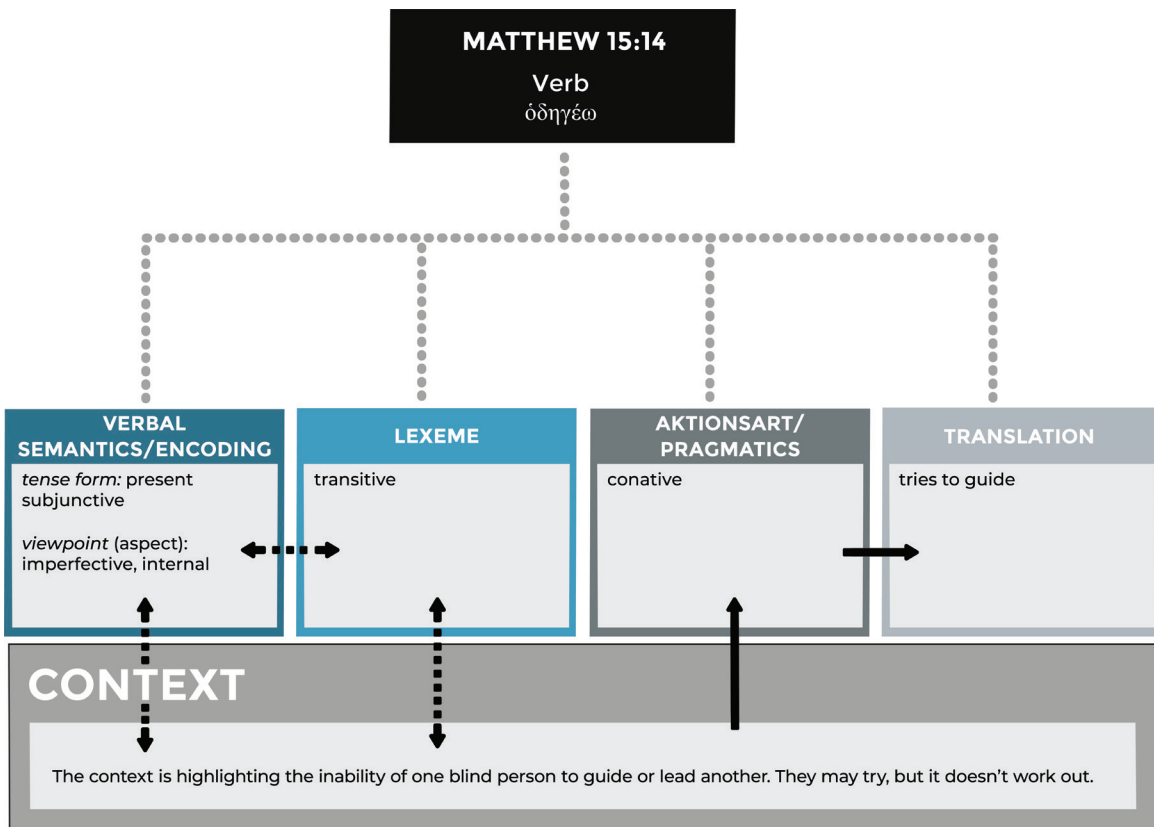 MATTHEW 15:14
Verb
ὁδηγέω
VERBAL
SEMANTICS/ENCODING
tense form: present
subjunctive
viewpoint (aspect):
imperfective, internal
LEXEME
transitive
AKTIONSART/
PRAGMATICS
conative
TRANSLATION
tries to guide
CONTEXT
The context is highlighting the inability of one blind person to guide or lead another. They may try, but it doesn’t work out.